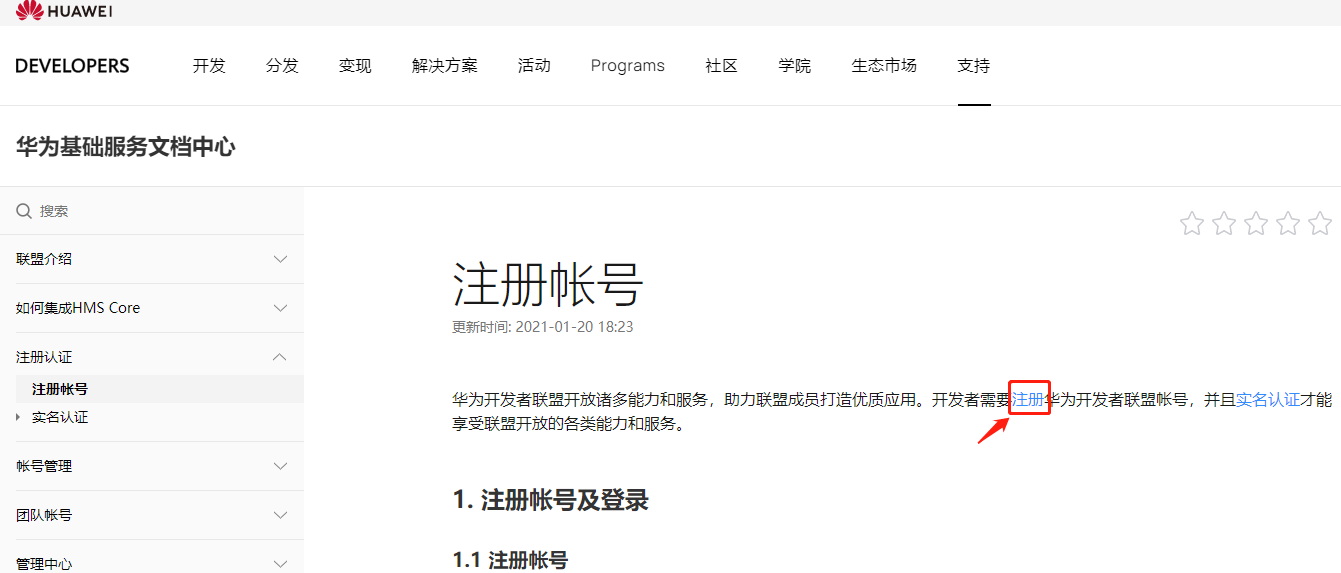 HUAWEI
DEVELOPERS 开发 分发 变现 解决方案 活动 Programs 社区 学院 生态市场 支持
华为基础服务文档中心
搜索
联盟介绍
如何集成HMS Core
注册认证
注册帐号
实名认证
帐号管理
团队帐号
管理中心
注册帐号
更新时间: 2021-01-20 18:23
华为开发者联盟开放诸多能力和服务，助力联盟成员打造优质应用。开发者需要注册华为开发者联盟帐号，并且实名认证才能
享受联盟开放的各类能力和服务。
1. 注册帐号及登录
1.1 注册帐号